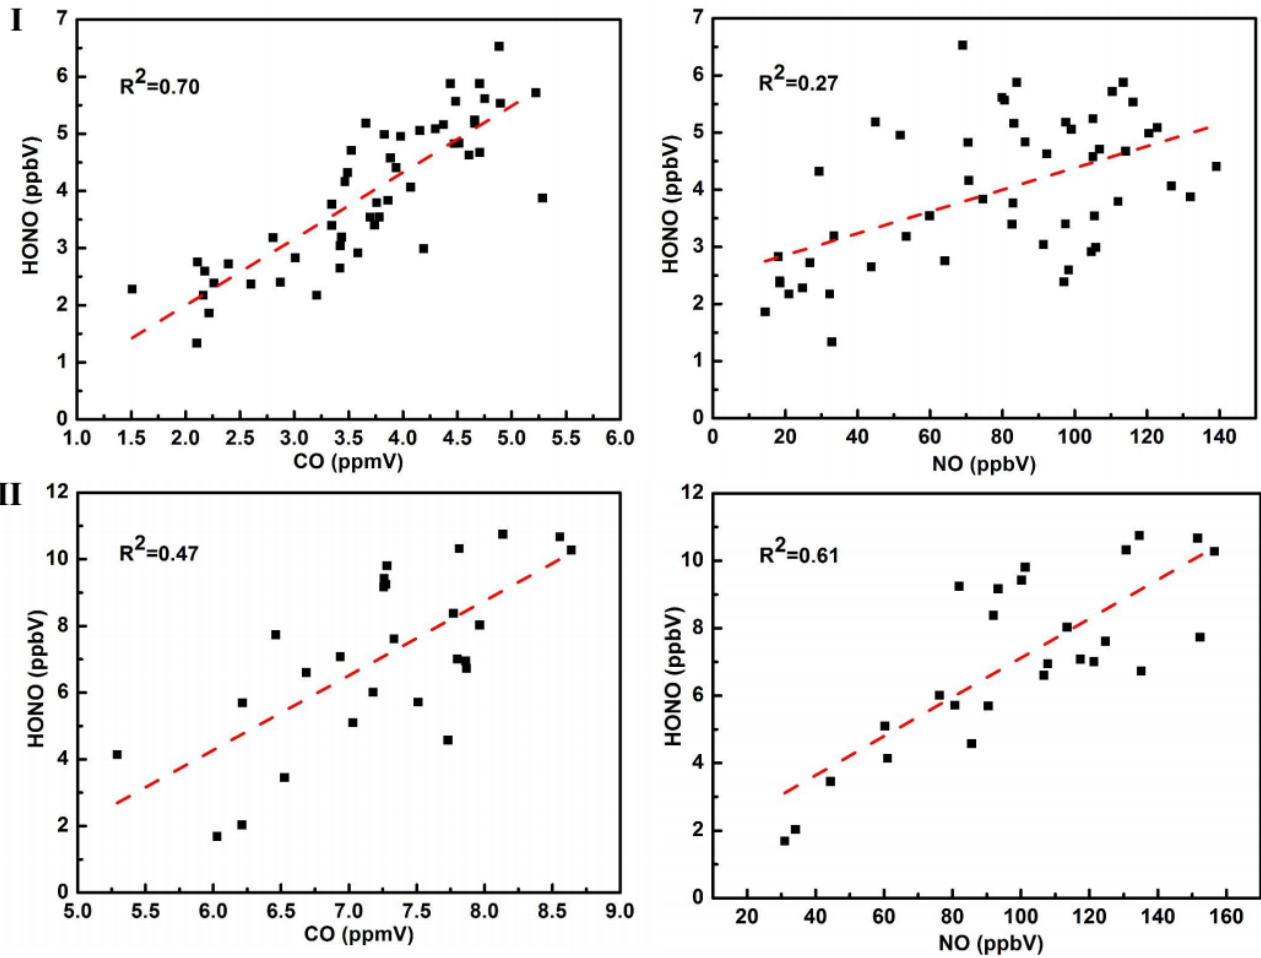 I
R2=0.70
HONO (ppbV)
7
6
5
4
3
2
1
0
1.0 1.5 2.0 2.5 3.0 3.5 4.0 4.5 5.0 5.5 6.0
CO (ppmV)
R2=0.27
HONO (ppbV)
7
6
5
4
3
2
1
0
0 20 40 60 80 100 120 140
NO (ppbV)
II
R2=0.47
HONO (ppbV)
12
10
8
6
4
2
0
5.0 5.5 6.0 6.5 7.0 7.5 8.0 8.5 9.0
CO (ppmV)
R2=0.61
HONO (ppbV)
12
10
8
6
4
2
0
20 40 60 80 100 120 140 160
NO (ppbV)